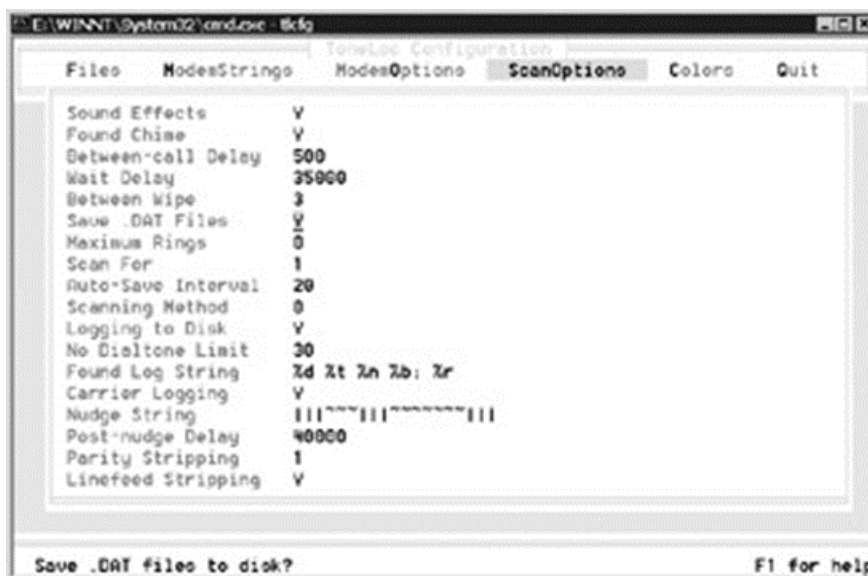 E:\WINNT\System32\cmd.exe - tlcfg
ToneLoc Configuration
Files ModemStrings ModemOptions ScanOptions Colors Quit
Sound Effects Y
Found Chime Y
Between-call Delay 500
Wait Delay 35000
Between Wipe 3
Save .DAT Files Y
Maximum Rings 0
Scan For 1
Auto-Save Interval 20
Scanning Method 0
Logging to Disk Y
No Dialtone Limit 30
Found Log String %d %t %n %b: %r
Carrier Logging Y
Nudge String |||~~~|||~~~~~~~|||
Post-nudge Delay 40000
Parity Stripping 1
Linefeed Stripping Y
Save .DAT files to disk? F1 for help